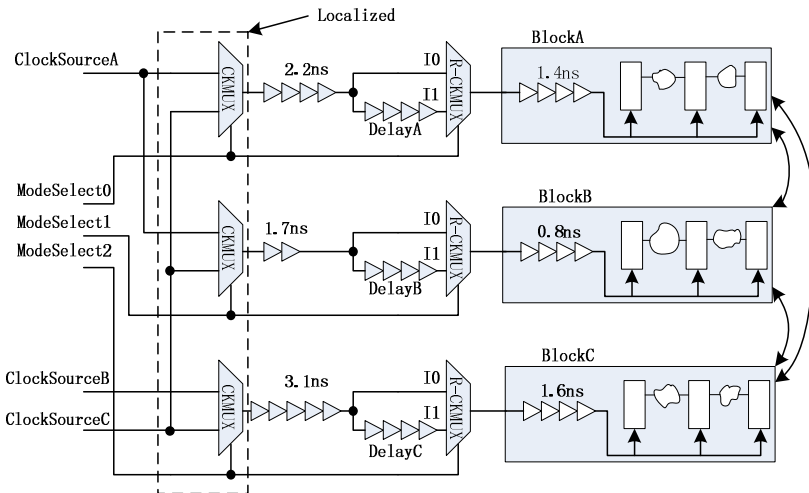 Localized
ClockSourceA
CKMUX
2.2ns
I0
I1
DelayA
R-CKMUX
BlockA
1.4ns
ModeSelect0
ModeSelect1
ModeSelect2
CKMUX
1.7ns
I0
I1
DelayB
R-CKMUX
BlockB
0.8ns
ClockSourceB
ClockSourceC
CKMUX
3.1ns
I0
I1
DelayC
R-CKMUX
BlockC
1.6ns